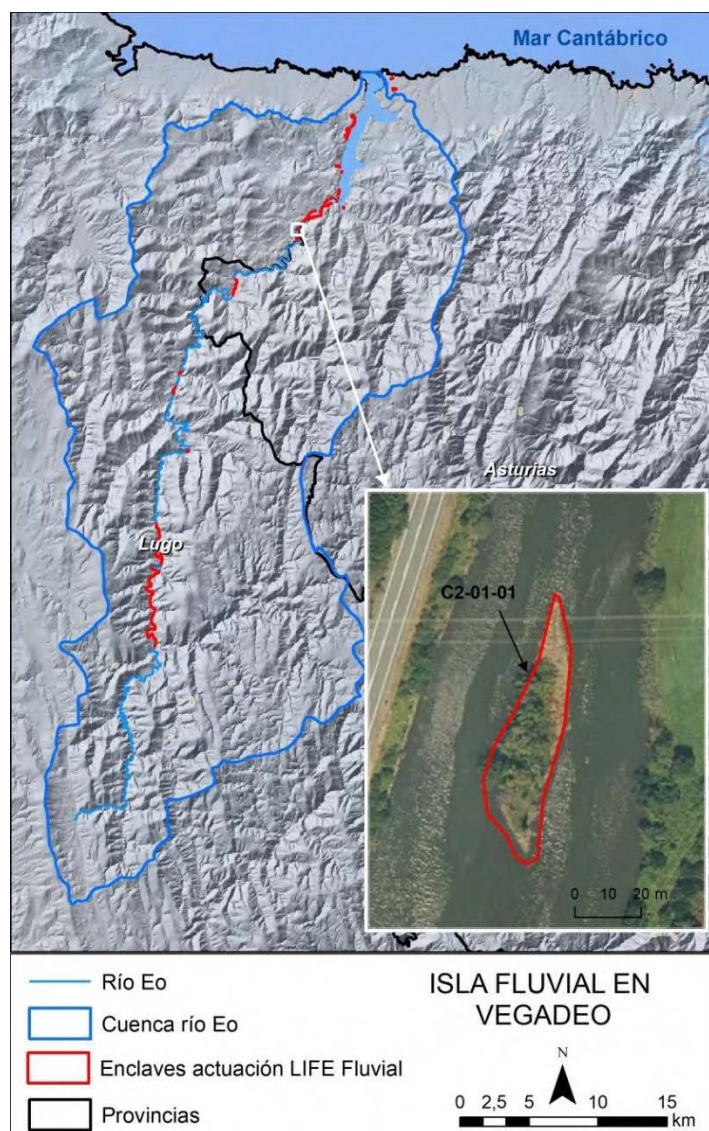 Mar Cantábrico
Asturias
Lugo
C2-01-01
0 10 20 m
Río Eo
Cuenca río Eo
Enclaves actuación LIFE Fluvial
Provincias
ISLA FLUVIAL EN
VEGADEO
N
0 2,5 5 10 15
km